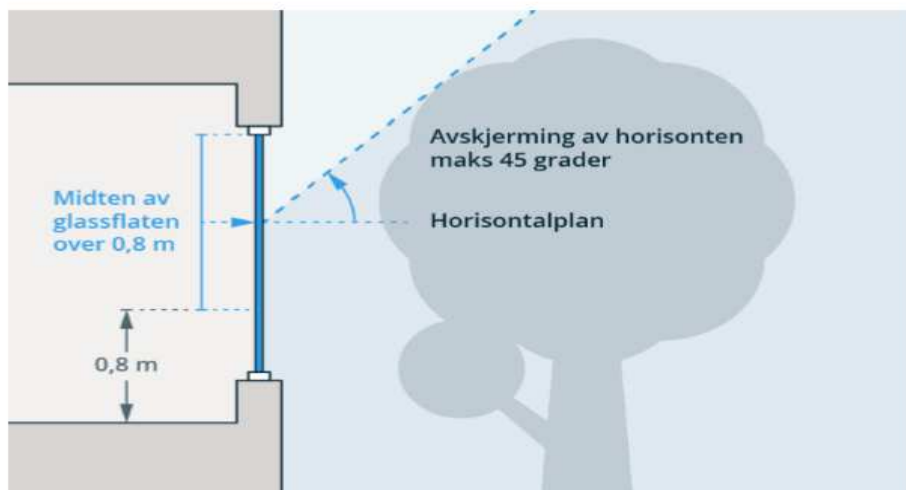 Avskjerming av horisonten
maks 45 grader
Midten av
glassflaten
over 0,8 m
Horisontalplan
0,8 m